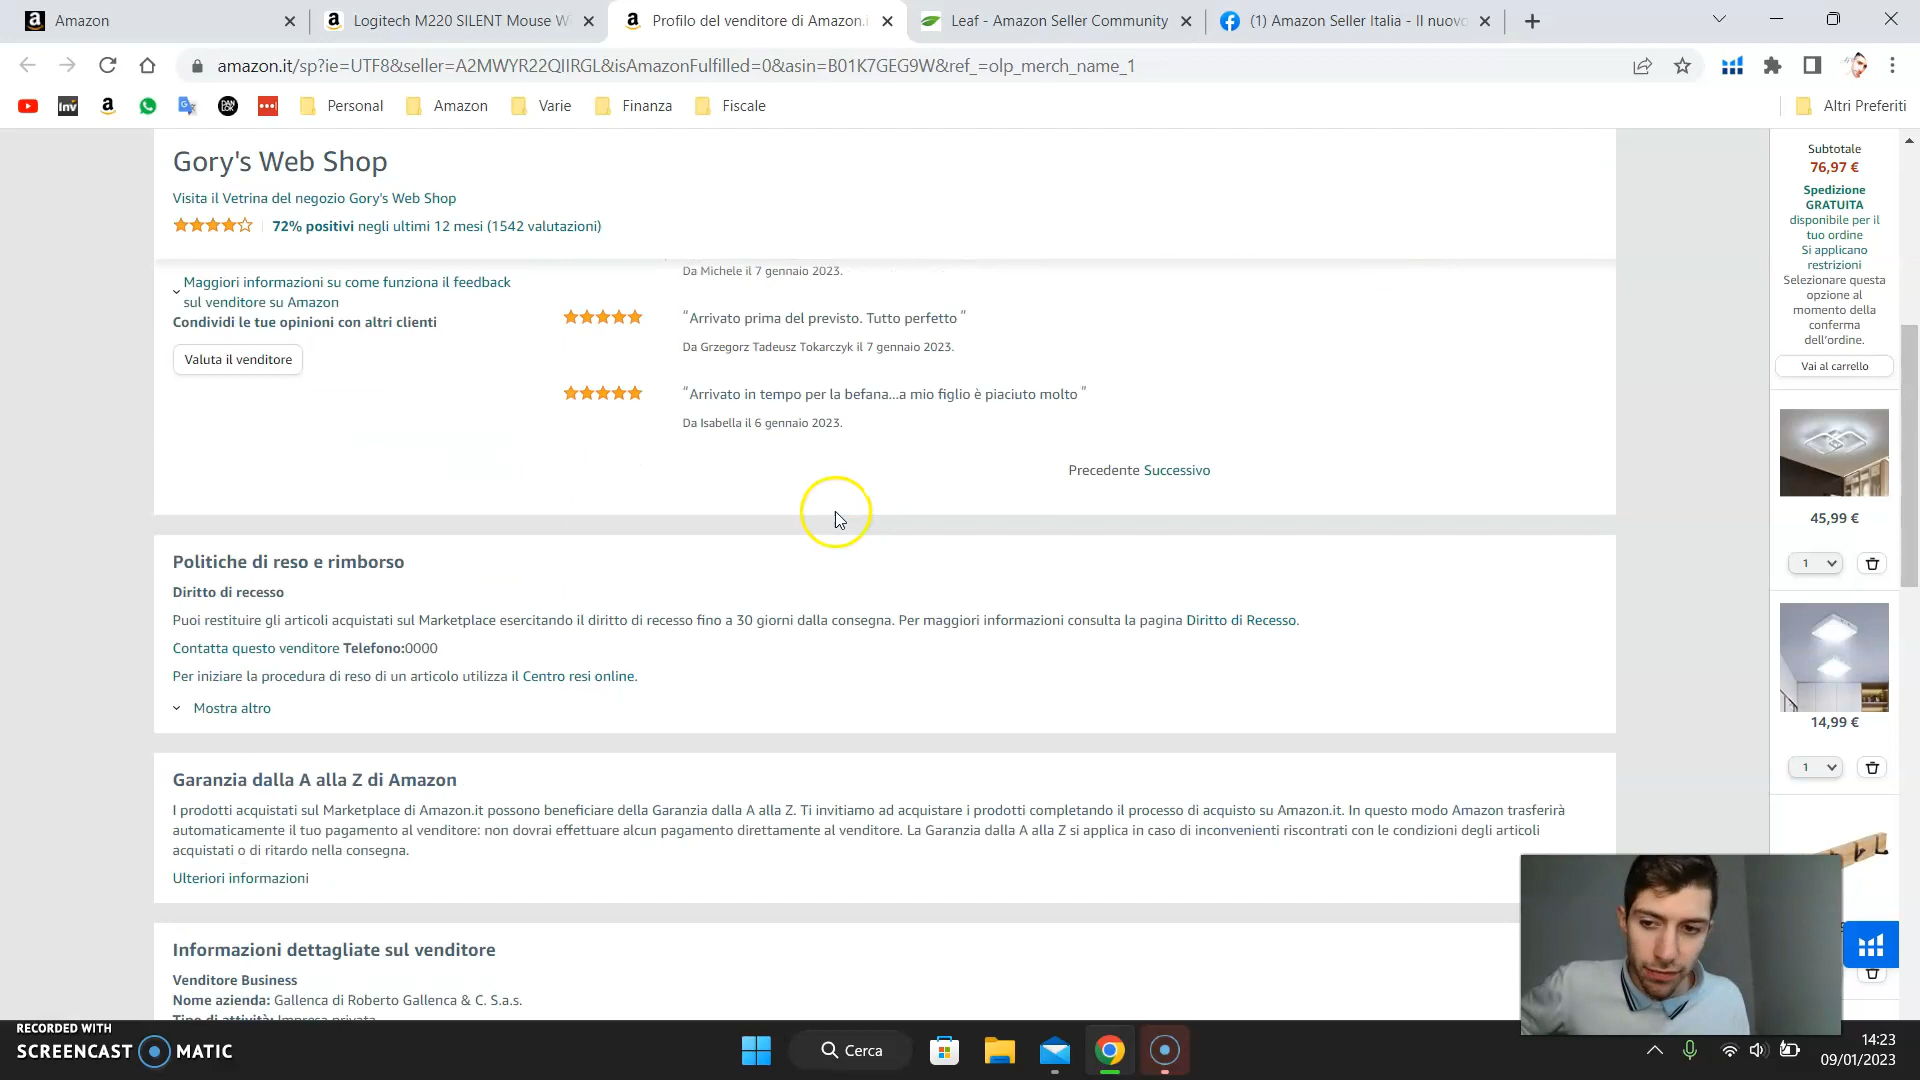 Amazon
Logitech M220 SILENT Mouse W
Profilo del venditore di Amazon.i
Leaf - Amazon Seller Community
(1) Amazon Seller Italia - Il nuovo
amazon.it/sp?ie=UTF8&seller=A2MWYR22QIIRGL&isAmazonFulfilled=0&asin=B01K7GEG9W&ref_=olp_merch_name_1
Inv
PAN LOK
Personal
Amazon
Varie
Finanza
Fiscale
Altri Preferiti
Gory's Web Shop
Visita il Vetrina del negozio Gory's Web Shop
72% positivi negli ultimi 12 mesi (1542 valutazioni)
Maggiori informazioni su come funziona il feedback
sul venditore su Amazon
Condividi le tue opinioni con altri clienti
Valuta il venditore
Da Michele il 7 gennaio 2023.
“Arrivato prima del previsto. Tutto perfetto ”
Da Grzegorz Tadeusz Tokarczyk il 7 gennaio 2023.
“Arrivato in tempo per la befana...a mio figlio è piaciuto molto ”
Da Isabella il 6 gennaio 2023.
Precedente Successivo
Politiche di reso e rimborso
Diritto di recesso
Puoi restituire gli articoli acquistati sul Marketplace esercitando il diritto di recesso fino a 30 giorni dalla consegna. Per maggiori informazioni consulta la pagina Diritto di Recesso.
Contatta questo venditore Telefono:0000
Per iniziare la procedura di reso di un articolo utilizza il Centro resi online.
Mostra altro
Garanzia dalla A alla Z di Amazon
I prodotti acquistati sul Marketplace di Amazon.it possono beneficiare della Garanzia dalla A alla Z. Ti invitiamo ad acquistare i prodotti completando il processo di acquisto su Amazon.it. In questo modo Amazon trasferirà
automaticamente il tuo pagamento al venditore: non dovrai effettuare alcun pagamento direttamente al venditore. La Garanzia dalla A alla Z si applica in caso di inconvenienti riscontrati con le condizioni degli articoli
acquistati o di ritardo nella consegna.
Ulteriori informazioni
Informazioni dettagliate sul venditore
Venditore Business
Nome azienda: Gallenca di Roberto Gallenca & C. S.a.s.
Tipo di attività: Impresa privata
Subtotale
76,97 €
Spedizione
GRATUITA
disponibile per il
tuo ordine
Si applicano
restrizioni
Selezionare questa
opzione al
momento della
conferma
dell'ordine.
Vai al carrello
45,99 €
1
14,99 €
1
RECORDED WITH
SCREENCAST MATIC
Cerca
14:23
09/01/2023